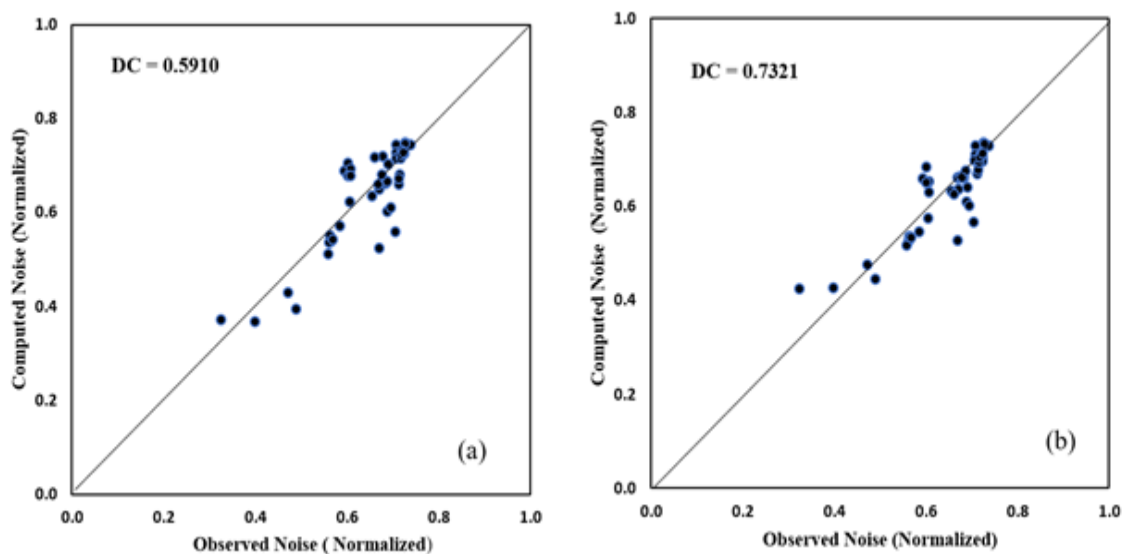 1.0
DC = 0.5910
0.8
0.6
0.4
0.2
0.0
Computed Noise (Normalized)
(a)
0.0 0.2 0.4 0.6 0.8 1.0
Observed Noise ( Normalized)
1.0
DC = 0.7321
0.8
0.6
0.4
0.2
0.0
Computed Noise (Normalized)
(b)
0.0 0.2 0.4 0.6 0.8 1.0
Observed Noise (Normalized)